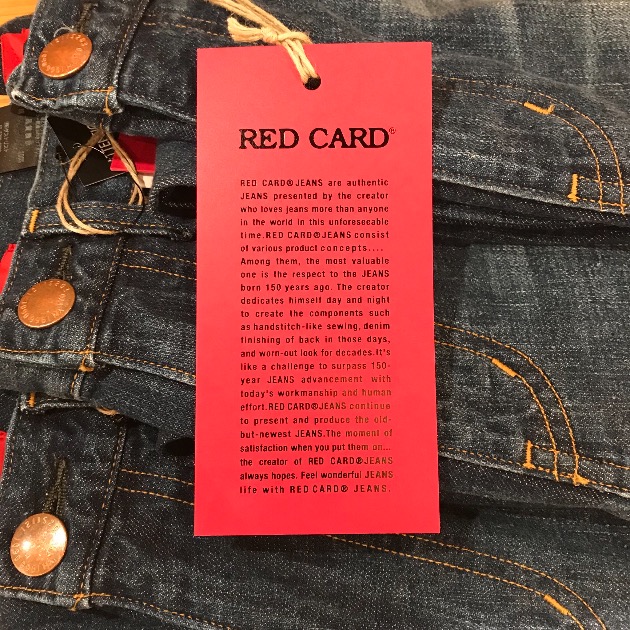 RED CARD®
RED CARD®JEANS are authentic
JEANS presented by the creator
who loves jeans more than anyone
in the world in this unforeseeable
time.RED CARD®JEANS consist
of various product concepts....
Among them, the most valuable
one is the respect to the JEANS
born 150 years ago. The creator
dedicates himself day and night
to create the components such
as handstitch-like sewing, denim
finishing of back in those days,
and worn-out look for decades.It's
like a challenge to surpass 150-
year JEANS advancement with
today's workmanship and human
effort.RED CARD®JEANS continue
to present and produce the old-
but-newest JEANS.The moment of
satisfaction when you put them on...
the creator of RED CARD®JEANS
always hopes. Feel wonderful JEANS
life with RED CARD® JEANS.